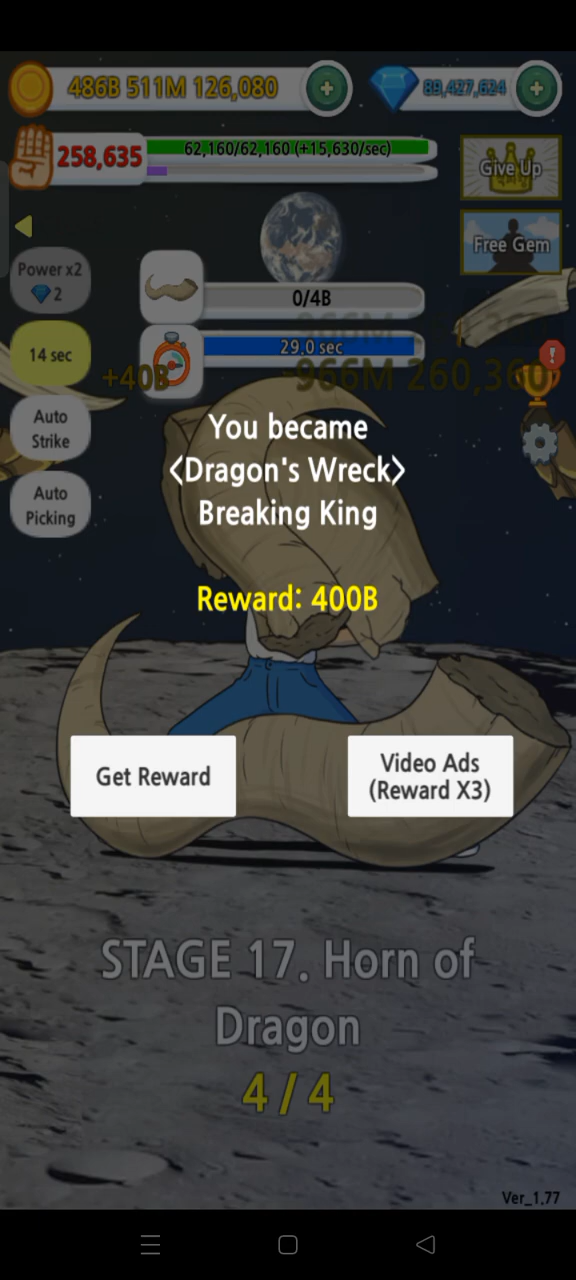 486B 511M 126,080
89,427,624
258,635
62,160/62,160 (+15,630/sec)
Give Up
Power x2
2
Free Gem
0/4B
14 sec
29.0 sec
+40B
-966M 260,360
Auto
Strike
Auto
Picking
You became
<Dragon's Wreck>
Breaking King
Reward: 400B
Get Reward
Video Ads
(Reward X3)
STAGE 17. Horn of
Dragon
4 / 4
Ver_1.77